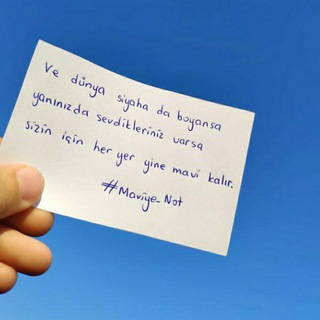 Ve dünya siyaha da boyansa
yanınızda sevdikleriniz varsa
sizin için her yer yine mavi kalır.
#Maviye_Not